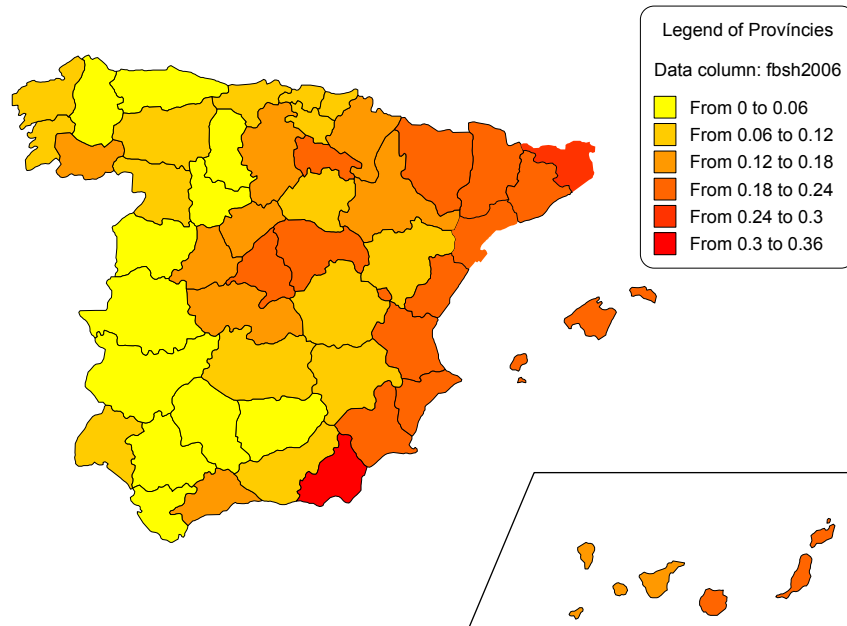 Legend of Províncies
Data column: fbsh2006
From 0 to 0.06
From 0.06 to 0.12
From 0.12 to 0.18
From 0.18 to 0.24
From 0.24 to 0.3
From 0.3 to 0.36